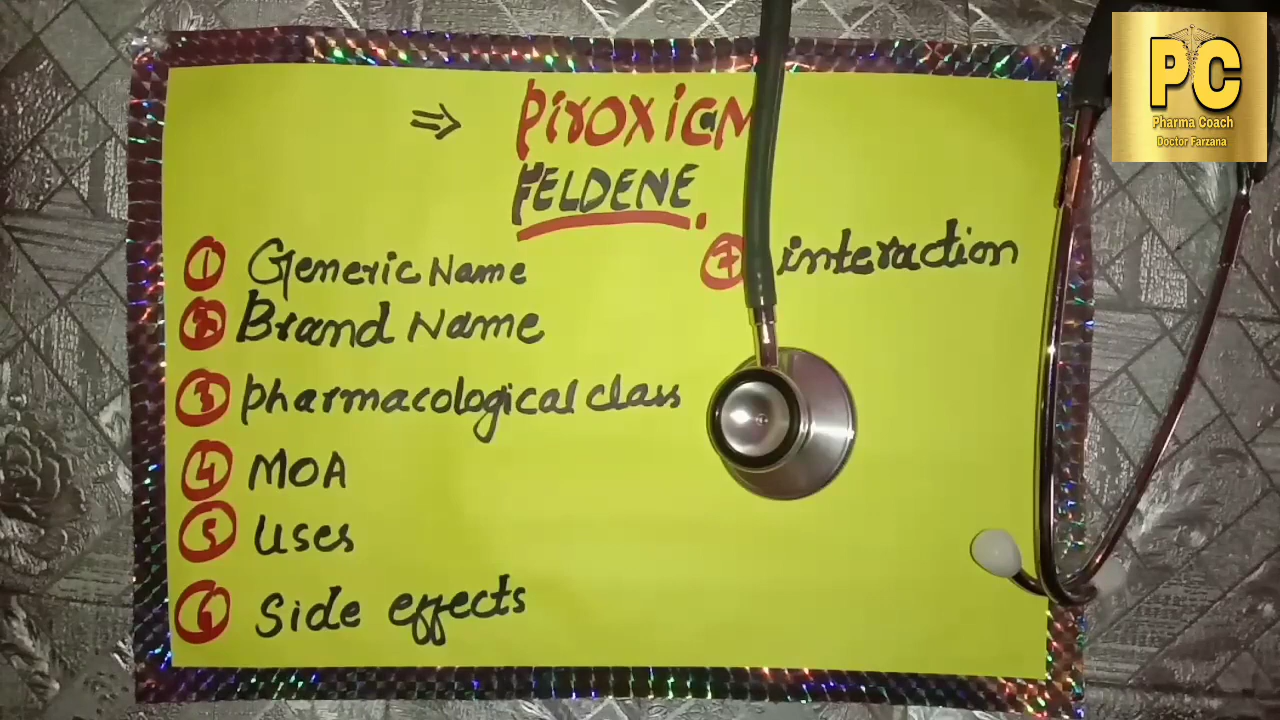 ⇒ PiroxicaM
FELDENE.
① Generic Name
② Brand Name
③ pharmacological class
④ MOA
⑤ Uses
⑥ Side effects
⑦ interaction
PC
Pharma Coach
Doctor Farzana